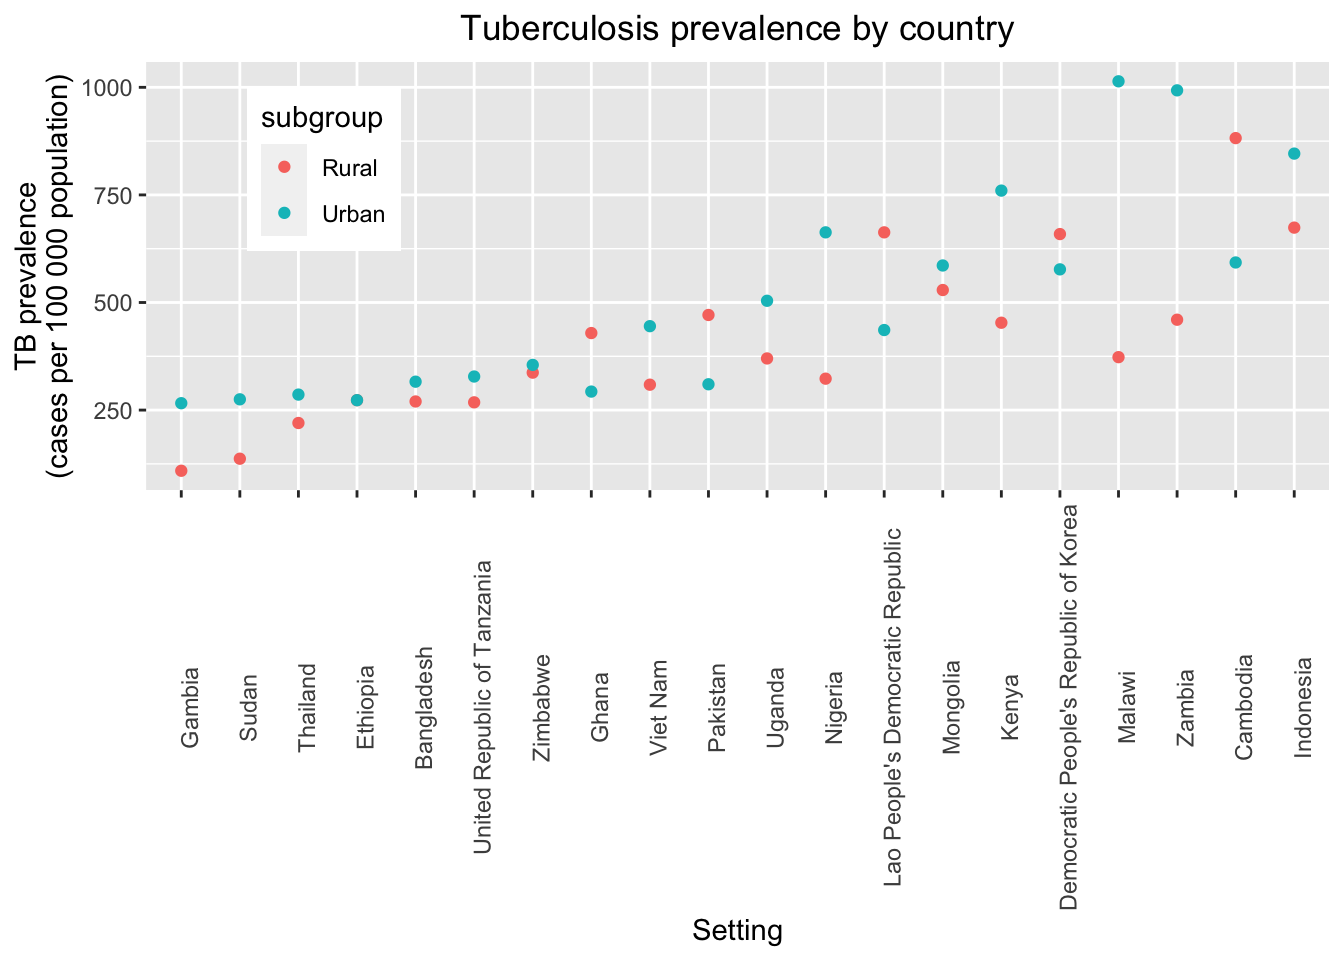 Tuberculosis prevalence by country
TB prevalence
(cases per 100 000 population)
1000
750
500
250
subgroup
Rural
Urban
Gambia
Sudan
Thailand
Ethiopia
Bangladesh
United Republic of Tanzania
Zimbabwe
Ghana
Viet Nam
Pakistan
Uganda
Nigeria
Lao People's Democratic Republic
Mongolia
Kenya
Democratic People's Republic of Korea
Malawi
Zambia
Cambodia
Indonesia
Setting